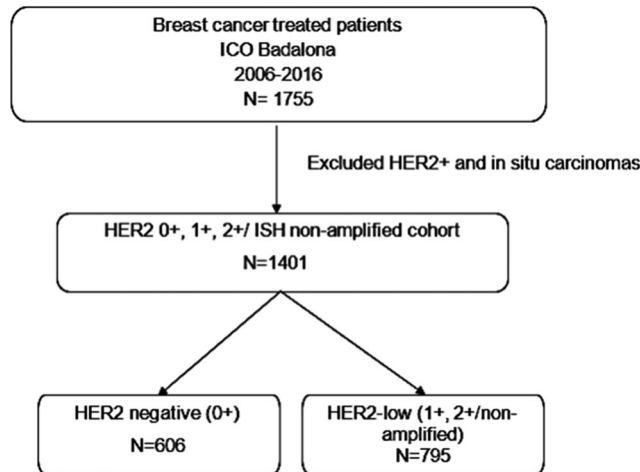 Breast cancer treated patients
ICO Badalona
2006-2016
N= 1755
Excluded HER2+ and in situ carcinomas
HER2 0+, 1+, 2+/ ISH non-amplified cohort
N=1401
HER2 negative (0+)
N=606
HER2-low (1+, 2+/non-
amplified)
N=795